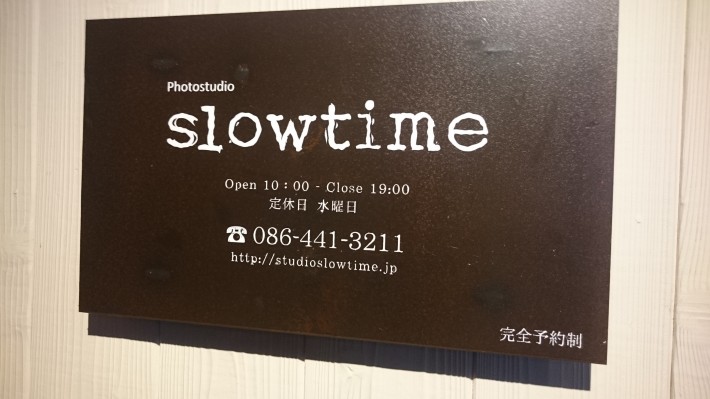 Photostudio
slowtime
Open 10：00 - Close 19:00
定休日 水曜日
☎ 086-441-3211
http://studioslowtime.jp
完全予約制